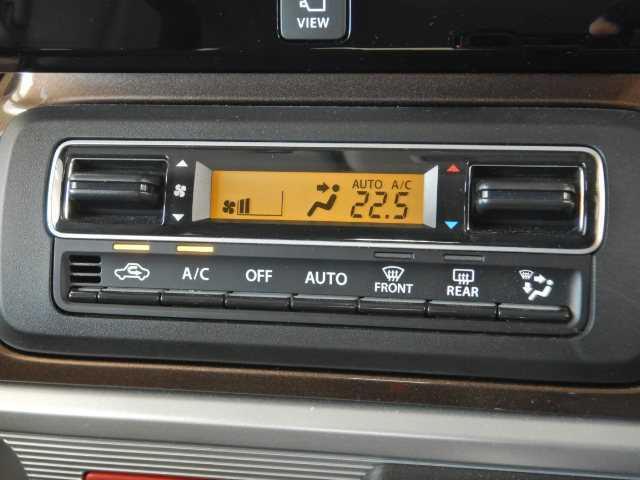 VIEW
AUTO A/C
22.5
A/C OFF AUTO FRONT REAR